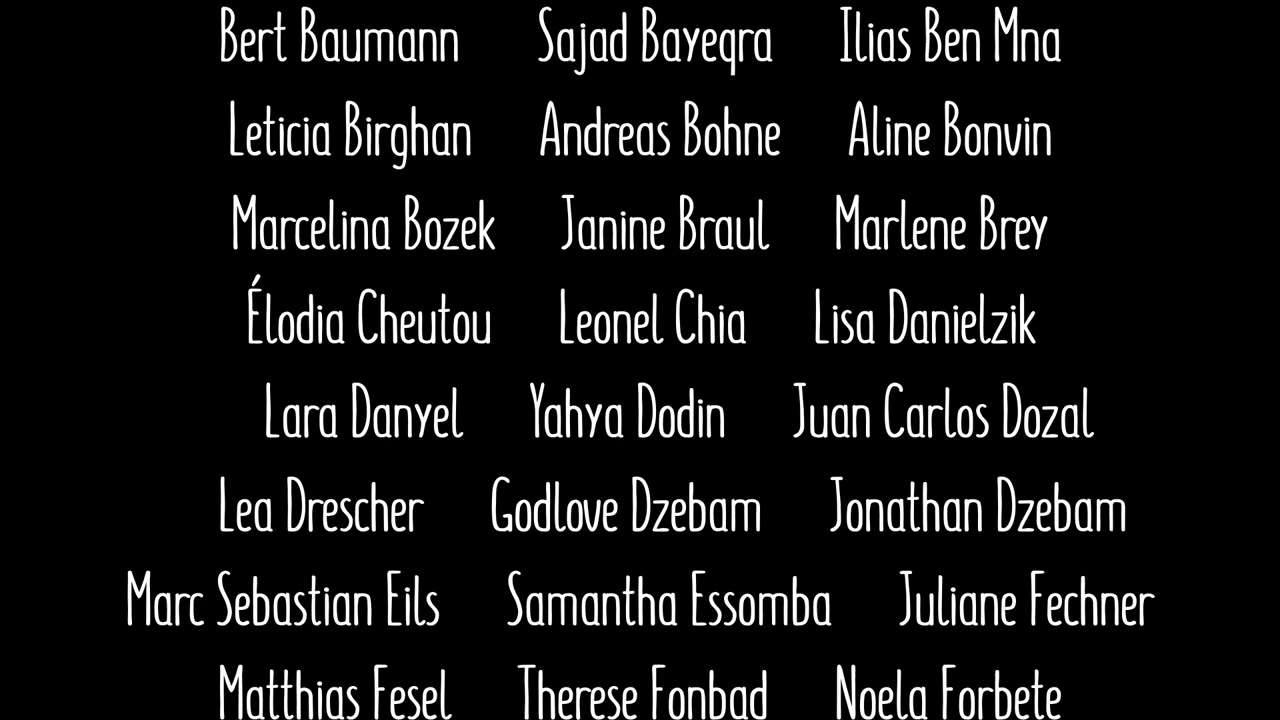 Bert Baumann Sajad Bayeqra Ilias Ben Mna
Leticia Birghan Andreas Bohne Aline Bonvin
Marcelina Bozek Janine Braul Marlene Brey
Élodia Cheutou Leonel Chia Lisa Danielzik
Lara Danyel Yahya Dodin Juan Carlos Dozal
Lea Drescher Godlove Dzebam Jonathan Dzebam
Marc Sebastian Eils Samantha Essomba Juliane Fechner
Matthias Fesel Therese Fonbad Noela Forbete